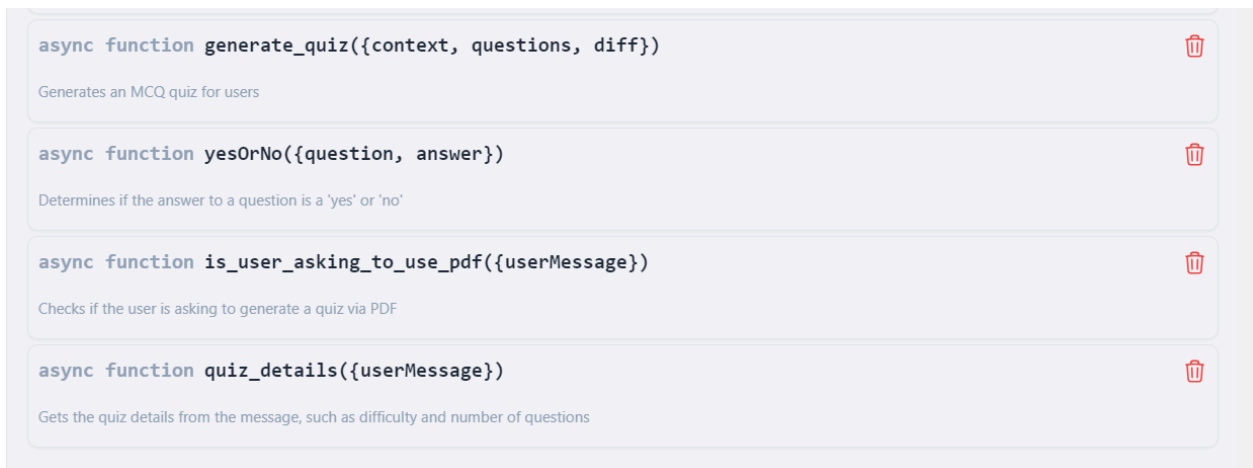 async function generate_quiz({context, questions, diff})
Generates an MCQ quiz for users
async function yesOrNo({question, answer})
Determines if the answer to a question is a 'yes' or 'no'
async function is_user_asking_to_use_pdf({userMessage})
Checks if the user is asking to generate a quiz via PDF
async function quiz_details({userMessage})
Gets the quiz details from the message, such as difficulty and number of questions